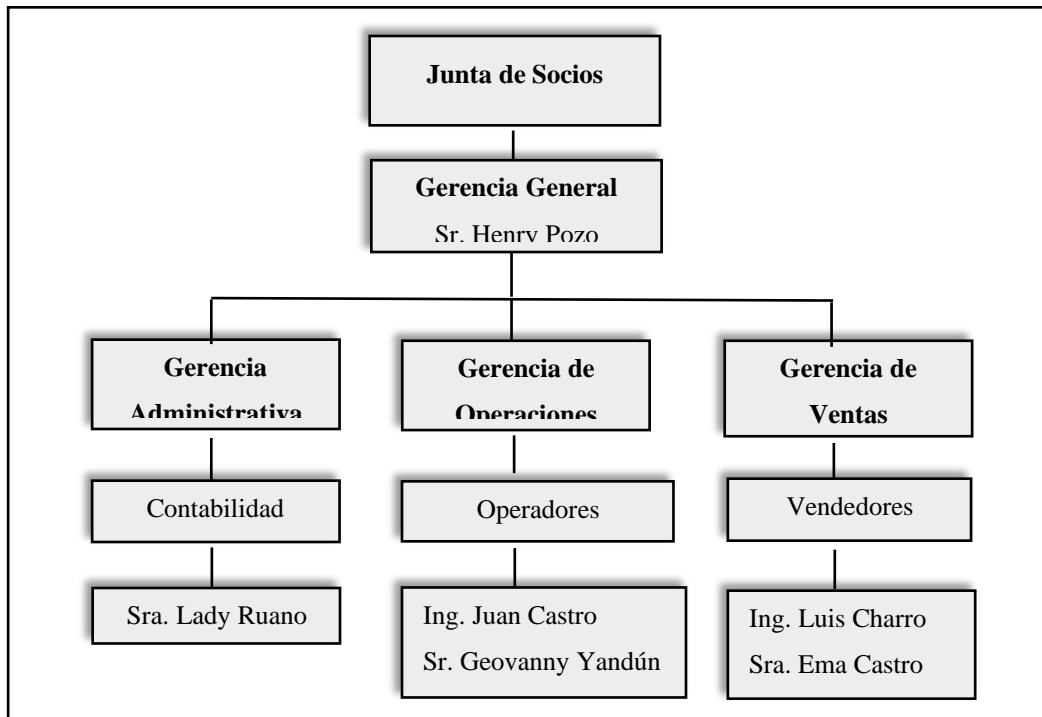 Junta de Socios
Gerencia General
Sr. Henry Pozo
Gerencia
Administrativa
Gerencia de
Operaciones
Gerencia de
Ventas
Contabilidad
Operadores
Vendedores
Sra. Lady Ruano
Ing. Juan Castro
Sr. Geovanny Yandún
Ing. Luis Charro
Sra. Ema Castro